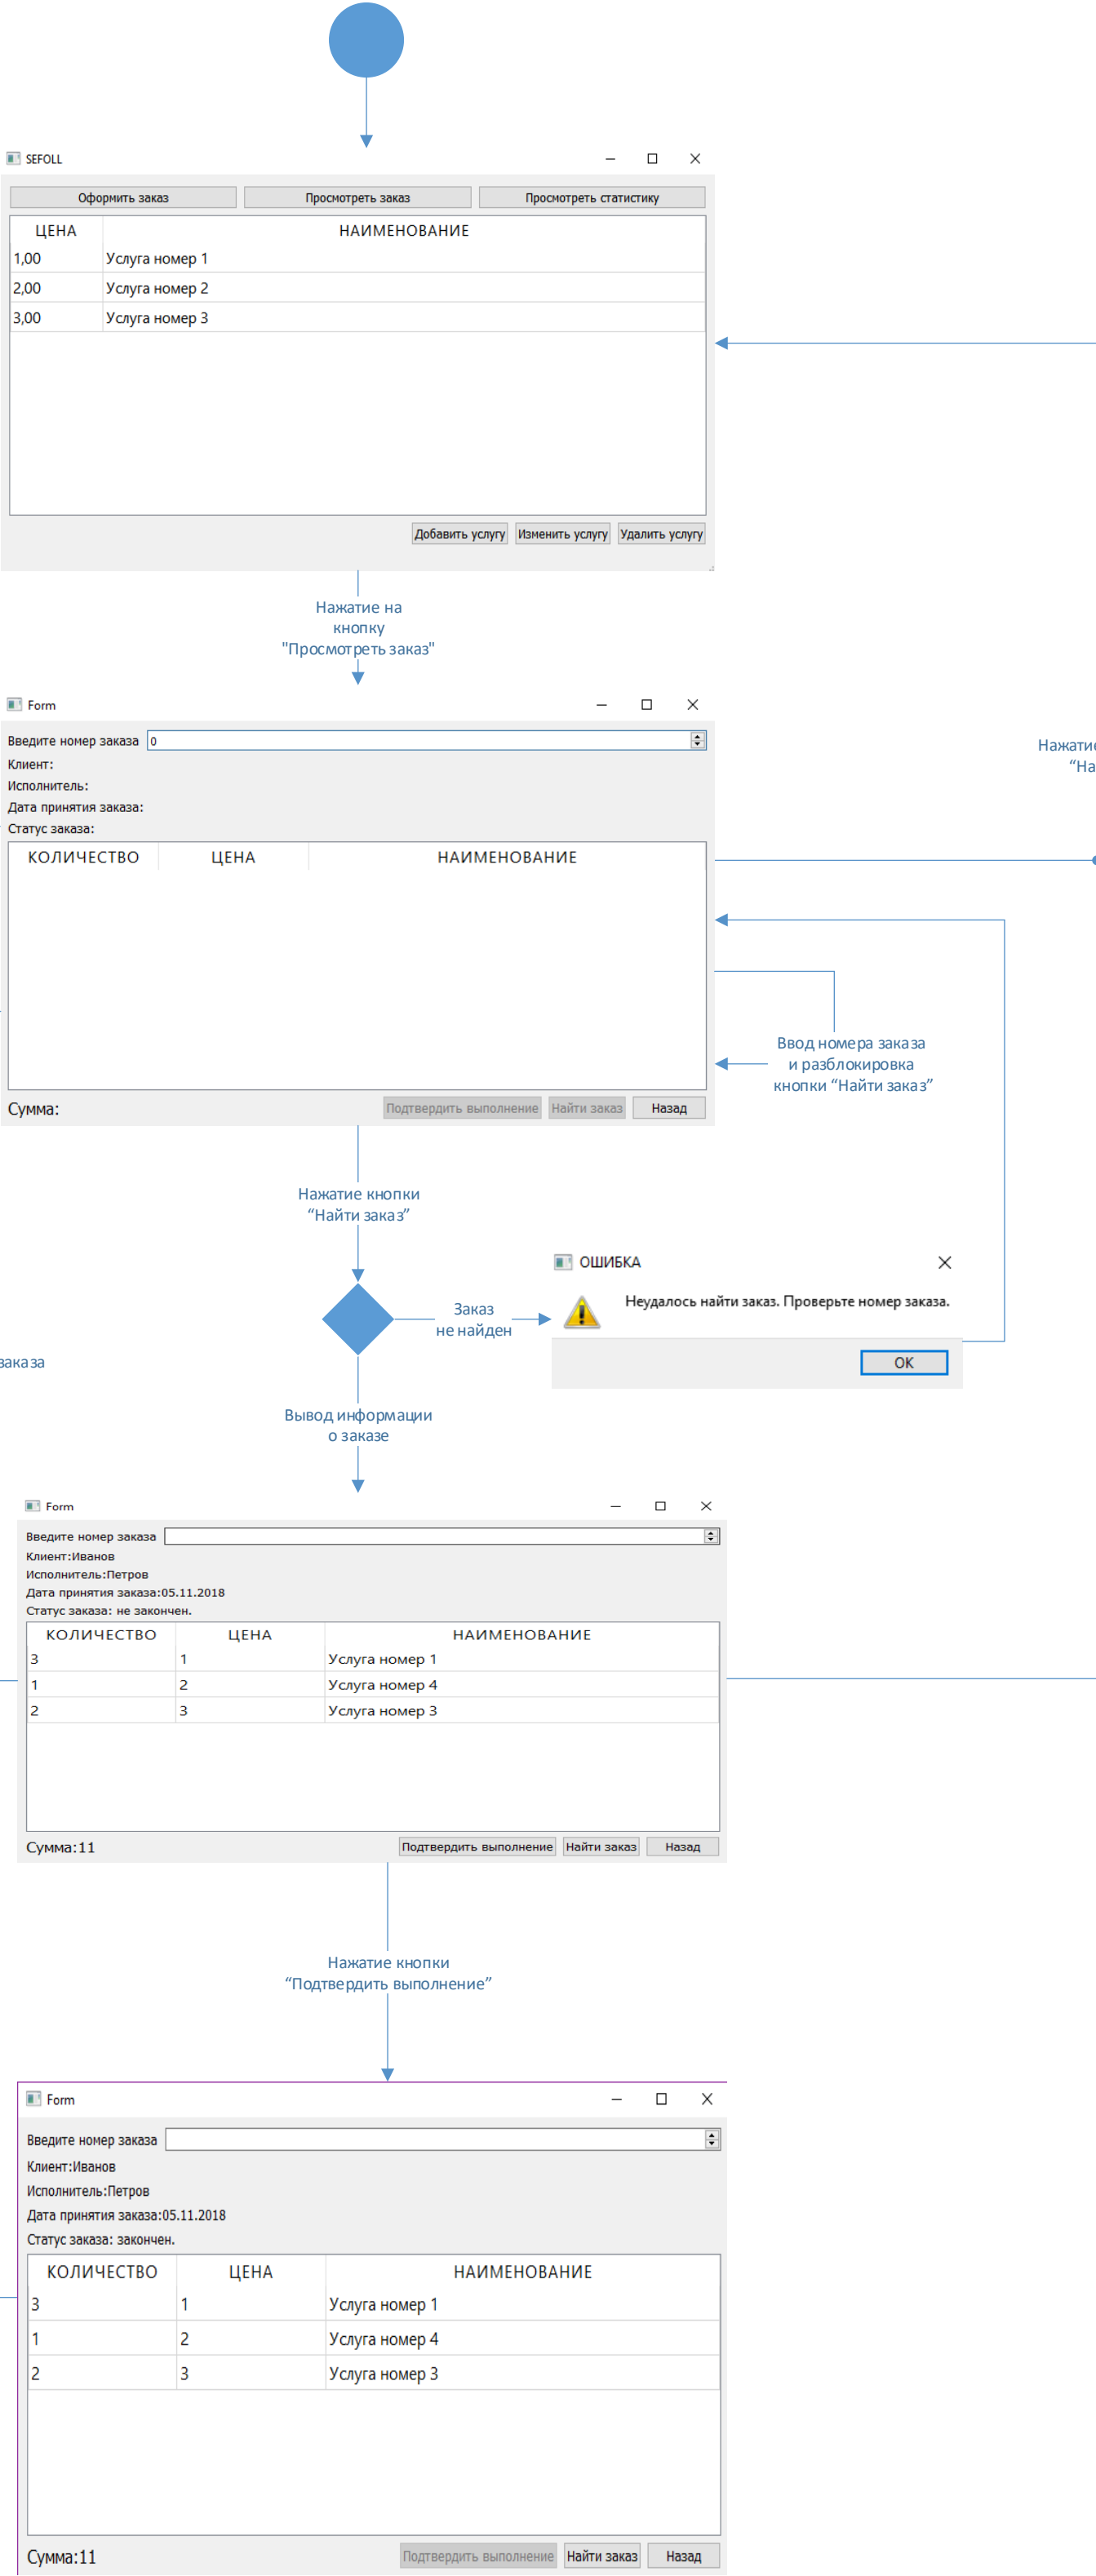 SEFOLL
Оформить заказ Просмотреть заказ Просмотреть статистику
ЦЕНА НАИМЕНОВАНИЕ
1,00 Услуга номер 1
2,00 Услуга номер 2
3,00 Услуга номер 3
Добавить услугу Изменить услугу Удалить услугу
Нажатие на
кнопку
"Просмотреть заказ"
Form
Введите номер заказа 0
Клиент:
Исполнитель:
Дата принятия заказа:
Статус заказа:
КОЛИЧЕСТВО ЦЕНА НАИМЕНОВАНИЕ
Нажатие
“На
Ввод номера заказа
и разблокировка
кнопки “Найти заказ”
Сумма: Подтвердить выполнение Найти заказ Назад
Нажатие кнопки
“Найти заказ”
ОШИБКА
Неудалось найти заказ. Проверьте номер заказа.
OK
Заказ
не найден
заказа
Вывод информации
о заказе
Form
Введите номер заказа
Клиент:Иванов
Исполнитель:Петров
Дата принятия заказа:05.11.2018
Статус заказа: не закончен.
КОЛИЧЕСТВО ЦЕНА НАИМЕНОВАНИЕ
3 1 Услуга номер 1
1 2 Услуга номер 4
2 3 Услуга номер 3
Сумма:11 Подтвердить выполнение Найти заказ Назад
Нажатие кнопки
“Подтвердить выполнение”
Form
Введите номер заказа
Клиент:Иванов
Исполнитель:Петров
Дата принятия заказа:05.11.2018
Статус заказа: закончен.
КОЛИЧЕСТВО ЦЕНА НАИМЕНОВАНИЕ
3 1 Услуга номер 1
1 2 Услуга номер 4
2 3 Услуга номер 3
Сумма:11 Подтвердить выполнение Найти заказ Назад